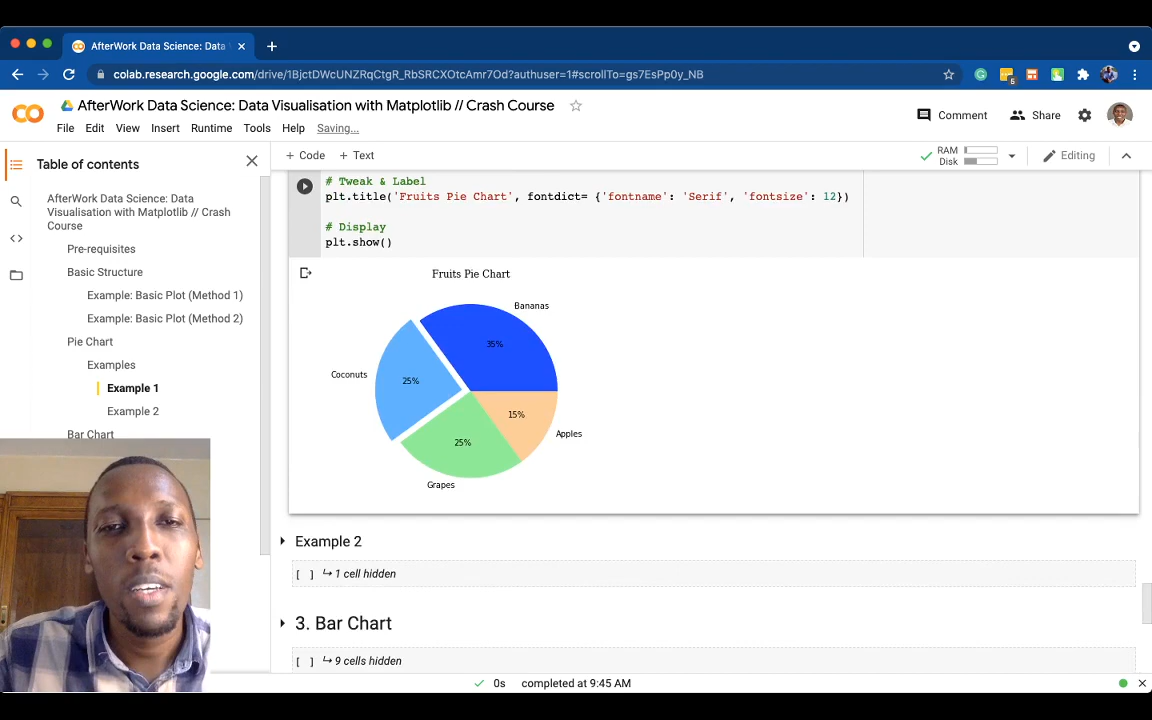 AfterWork Data Science: Data
colab.research.google.com/drive/1BjctDWcUNZRqCtgR_RbSRCXOtcAmr7Od?authuser=1#scrollTo=gs7EsPp0y_NB
6
AfterWork Data Science: Data Visualisation with Matplotlib // Crash Course
File Edit View Insert Runtime Tools Help Saving...
Comment Share
Table of contents
+ Code + Text
RAM
Disk
Editing
AfterWork Data Science: Data
Visualisation with Matplotlib // Crash
Course
Pre-requisites
Basic Structure
Example: Basic Plot (Method 1)
Example: Basic Plot (Method 2)
Pie Chart
Examples
Example 1
Example 2
Bar Chart
# Tweak & Label
plt.title('Fruits Pie Chart', fontdict= {'fontname': 'Serif', 'fontsize': 12})
# Display
plt.show()
Fruits Pie Chart
Bananas
35%
Coconuts
25%
15%
Apples
25%
Grapes
Example 2
[ ] ↳ 1 cell hidden
3. Bar Chart
[ ] ↳ 9 cells hidden
0s completed at 9:45 AM